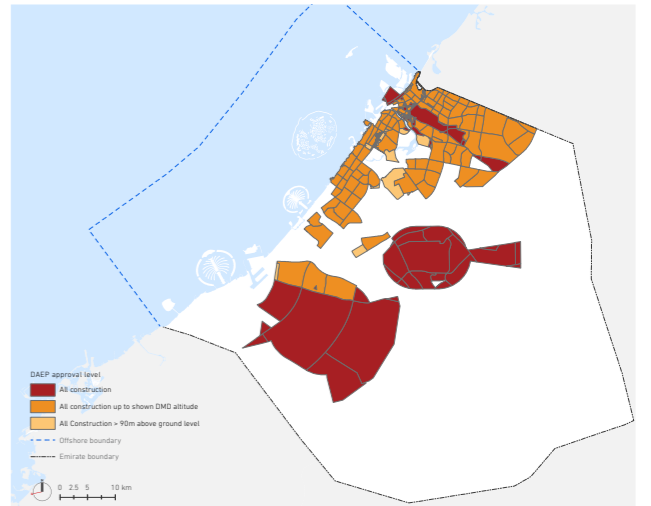 DAEP approval level
All construction
All construction up to shown DMD altitude
All Construction > 90m above ground level
Offshore boundary
Emirate boundary
0 2.5 5 10 km